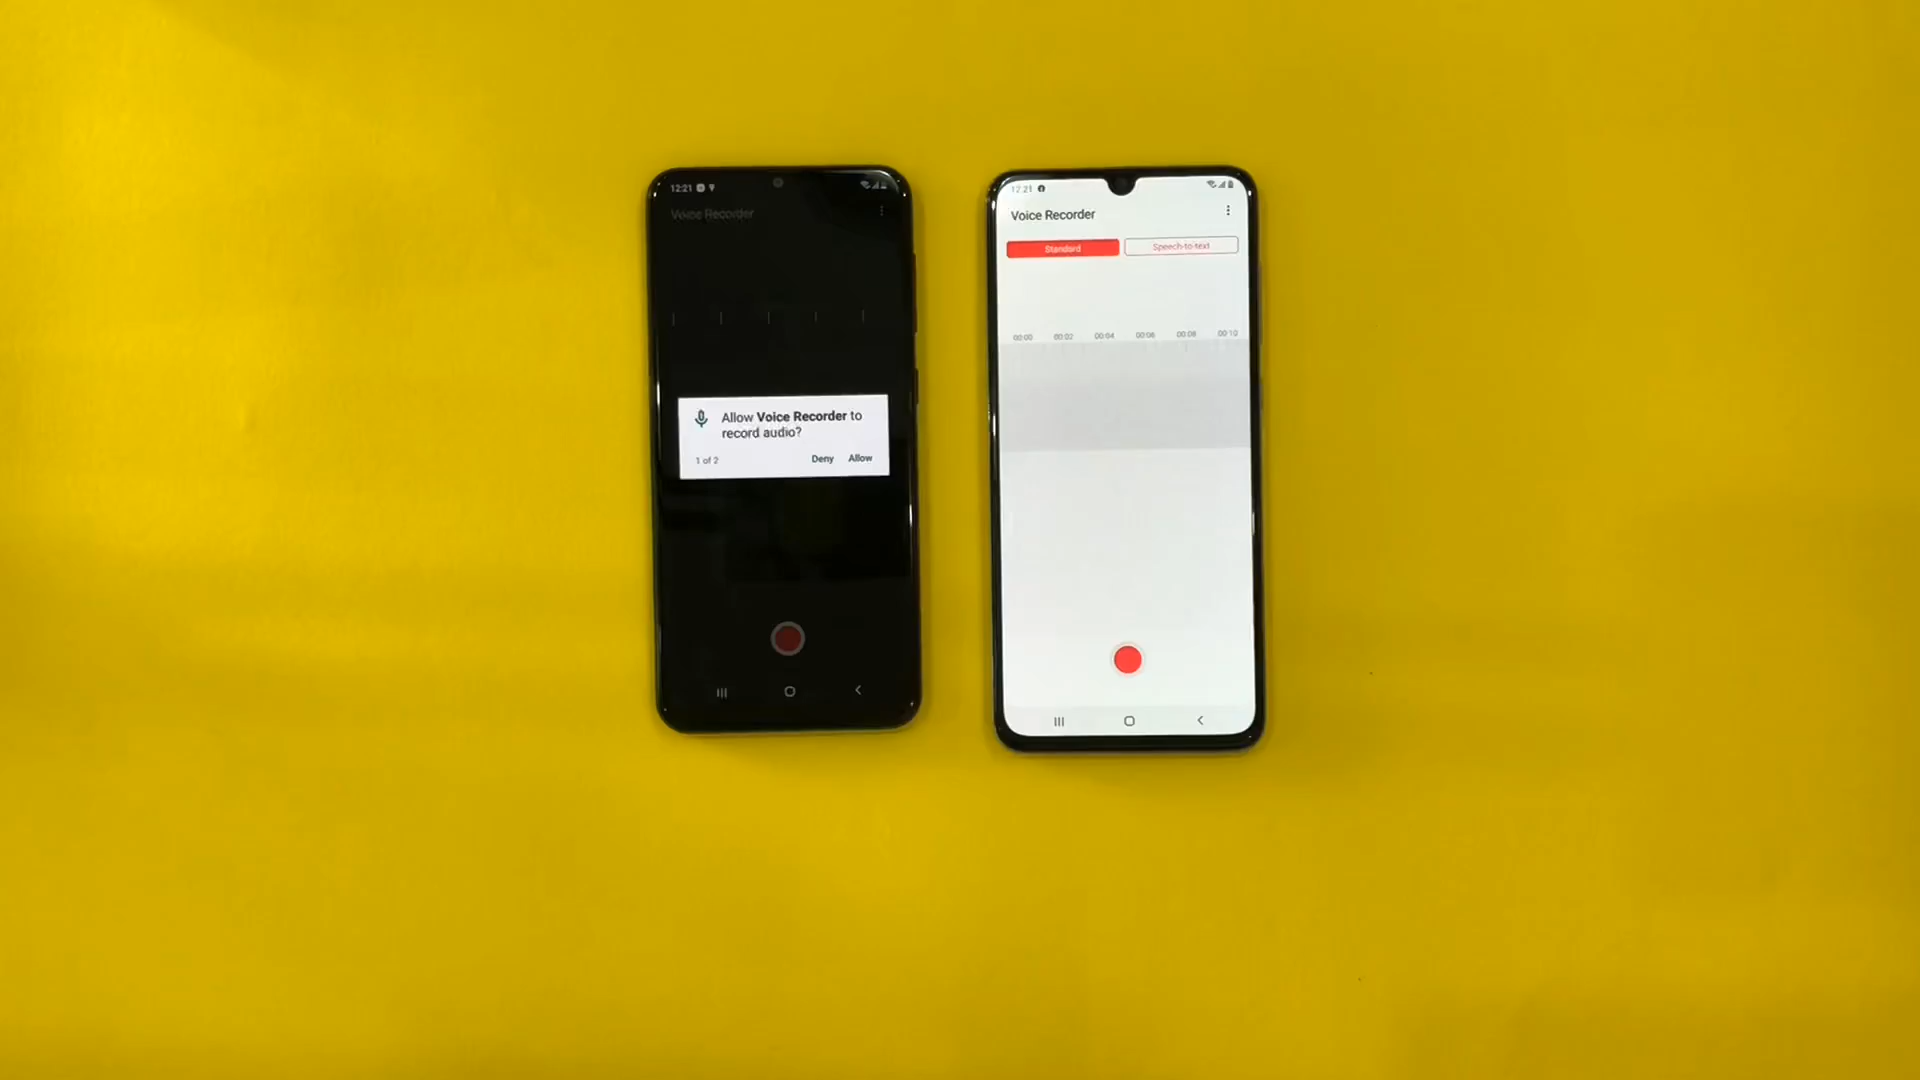 12:21
Voice Recorder
Allow Voice Recorder to
record audio?
1 of 2
Deny
Allow
12:21
Voice Recorder
Standard
Speech-to-text
00:00
00:02
00:04
00:06
00:08
00:10